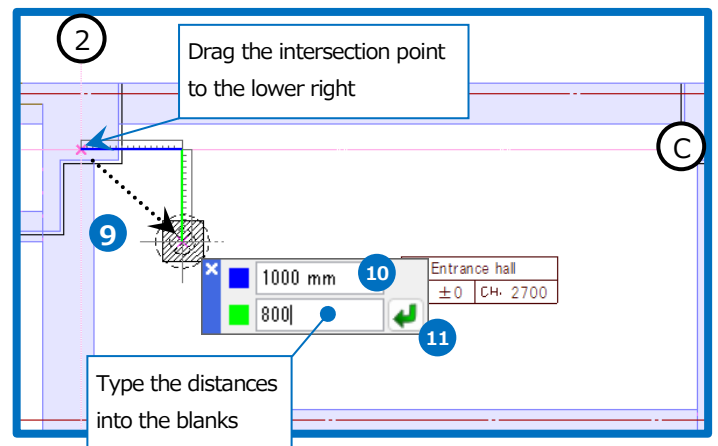 2
Drag the intersection point
to the lower right
C
9
1000 mm
10
Entrance hall
±0
CH. 2700
800
11
Type the distances
into the blanks